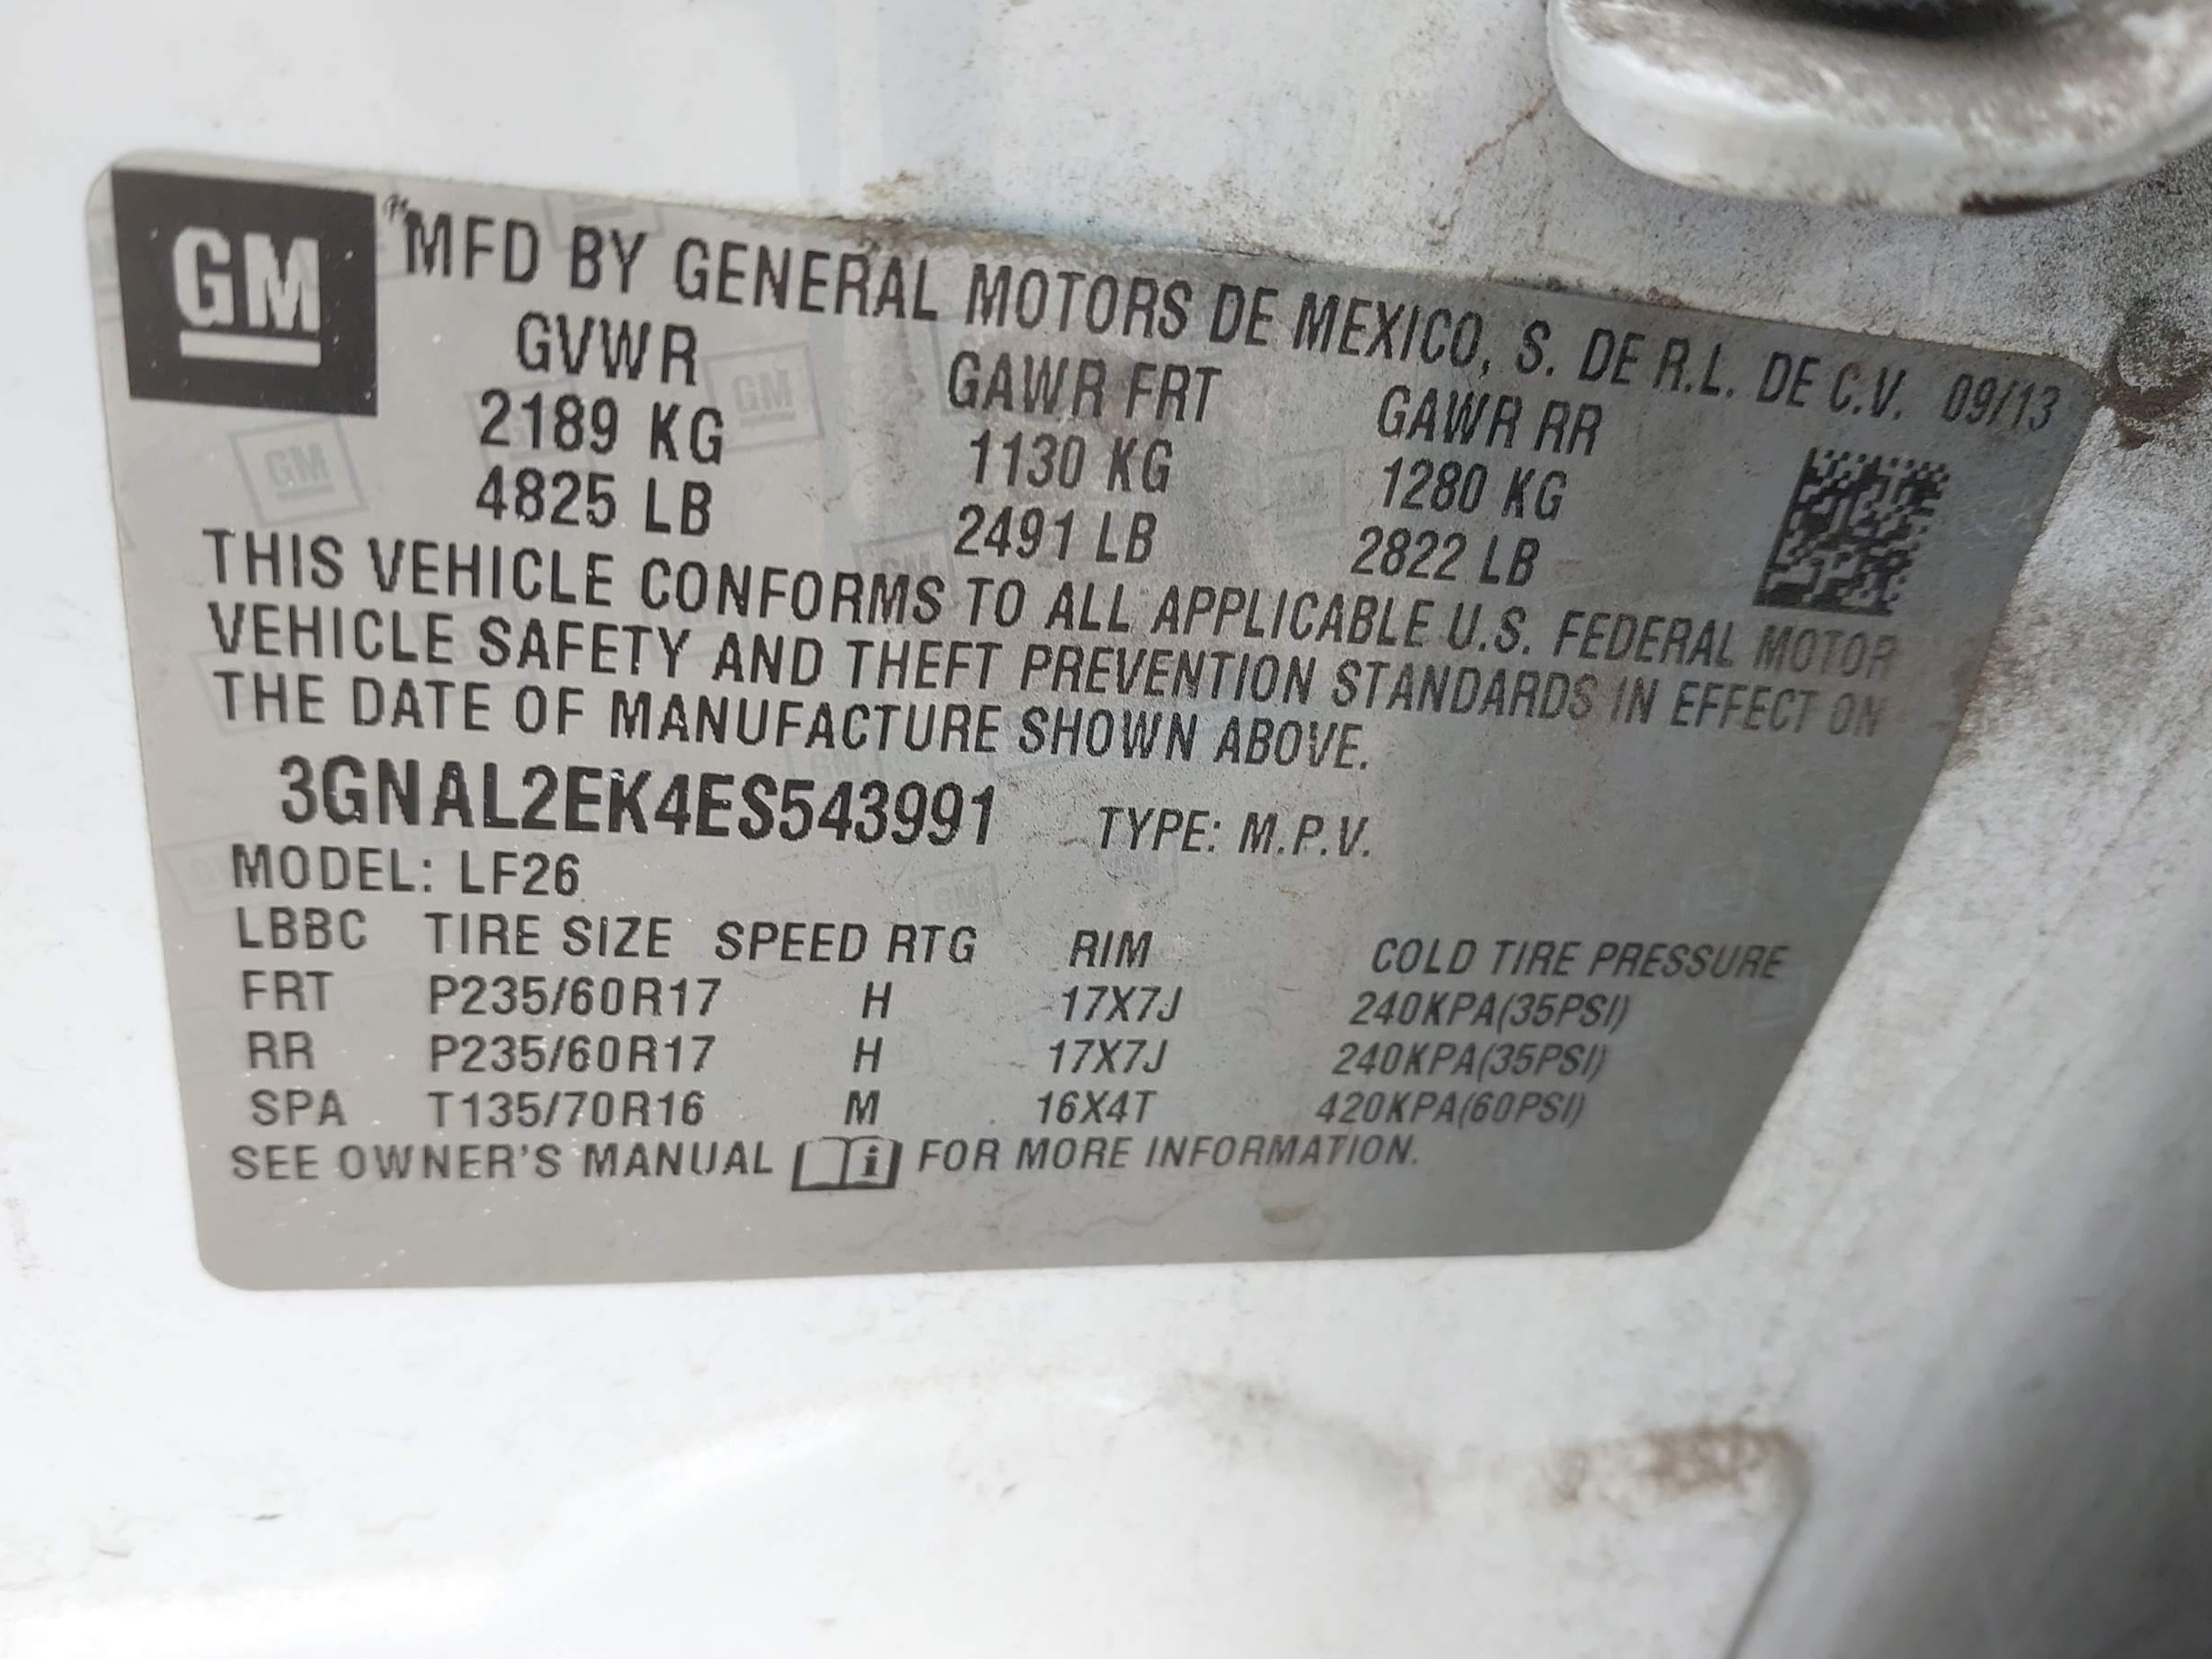 GM
MFD BY GENERAL MOTORS DE MEXICO, S. DE R.L. DE C.V. 09/13
GVWR GAWR FRT GAWR RR
2189 KG 1130 KG 1280 KG
4825 LB 2491 LB 2822 LB
THIS VEHICLE CONFORMS TO ALL APPLICABLE U.S. FEDERAL MOTOR
VEHICLE SAFETY AND THEFT PREVENTION STANDARDS IN EFFECT ON
THE DATE OF MANUFACTURE SHOWN ABOVE.
3GNAL2EK4ES543991 TYPE: M.P.V.
MODEL: LF26
LBBC TIRE SIZE SPEED RTG RIM COLD TIRE PRESSURE
FRT P235/60R17 H 17X7J 240KPA(35PSI)
RR P235/60R17 H 17X7J 240KPA(35PSI)
SPA T135/70R16 M 16X4T 420KPA(60PSI)
SEE OWNER'S MANUAL i FOR MORE INFORMATION.